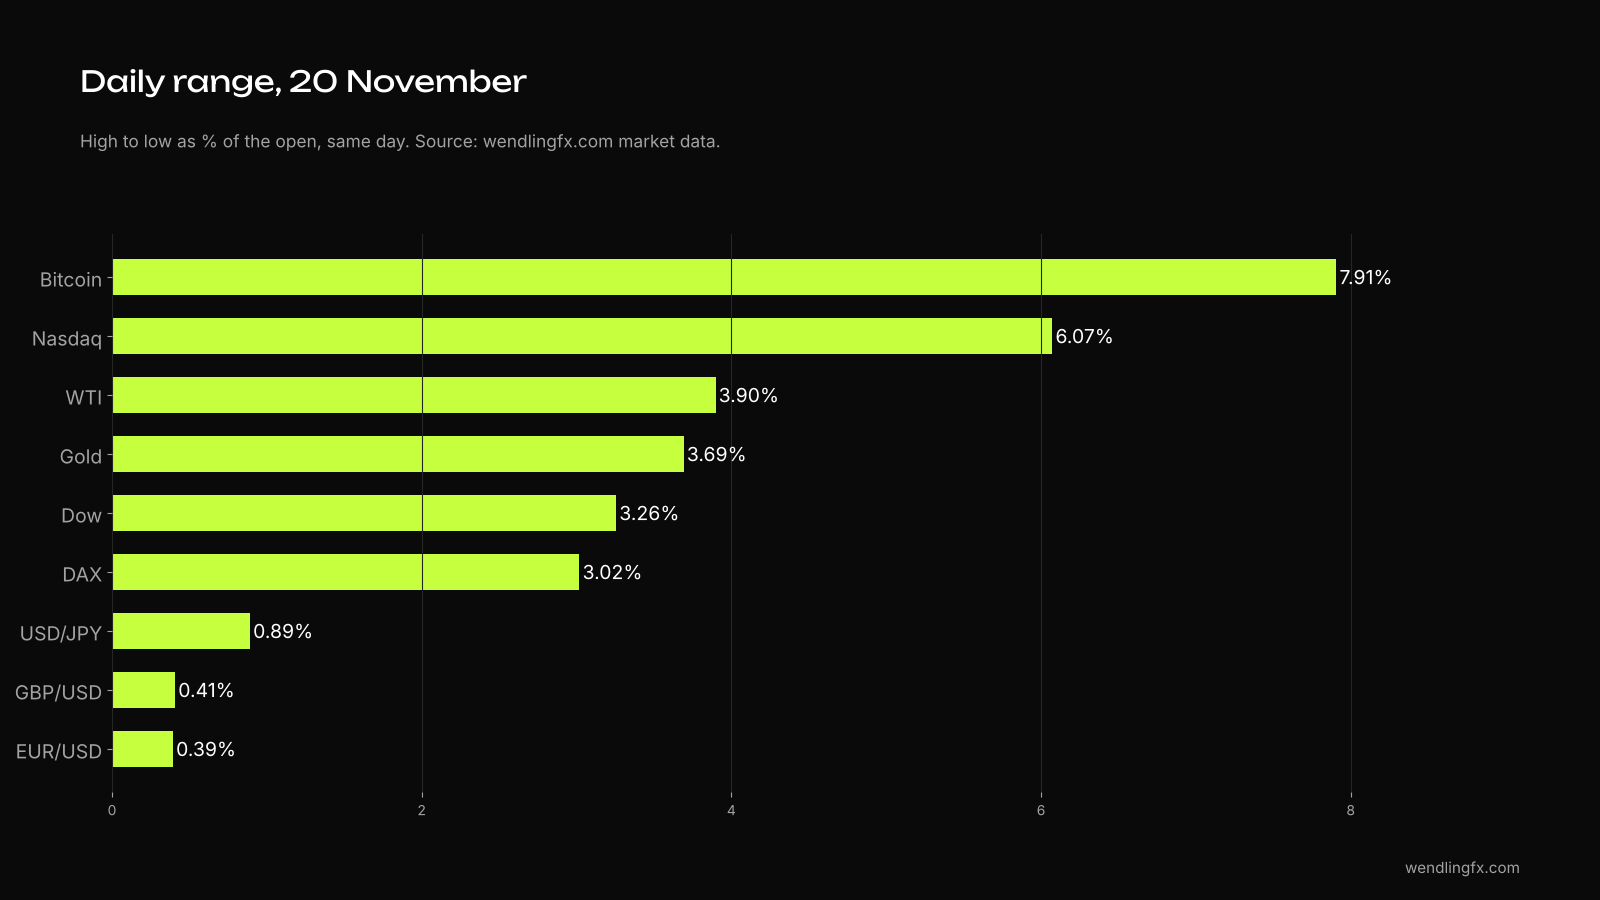 Daily range, 20 November
High to low as % of the open, same day. Source: wendlingfx.com market data.
Bitcoin 7.91%
Nasdaq 6.07%
WTI 3.90%
Gold 3.69%
Dow 3.26%
DAX 3.02%
USD/JPY 0.89%
GBP/USD 0.41%
EUR/USD 0.39%
0 2 4 6 8
wendlingfx.com